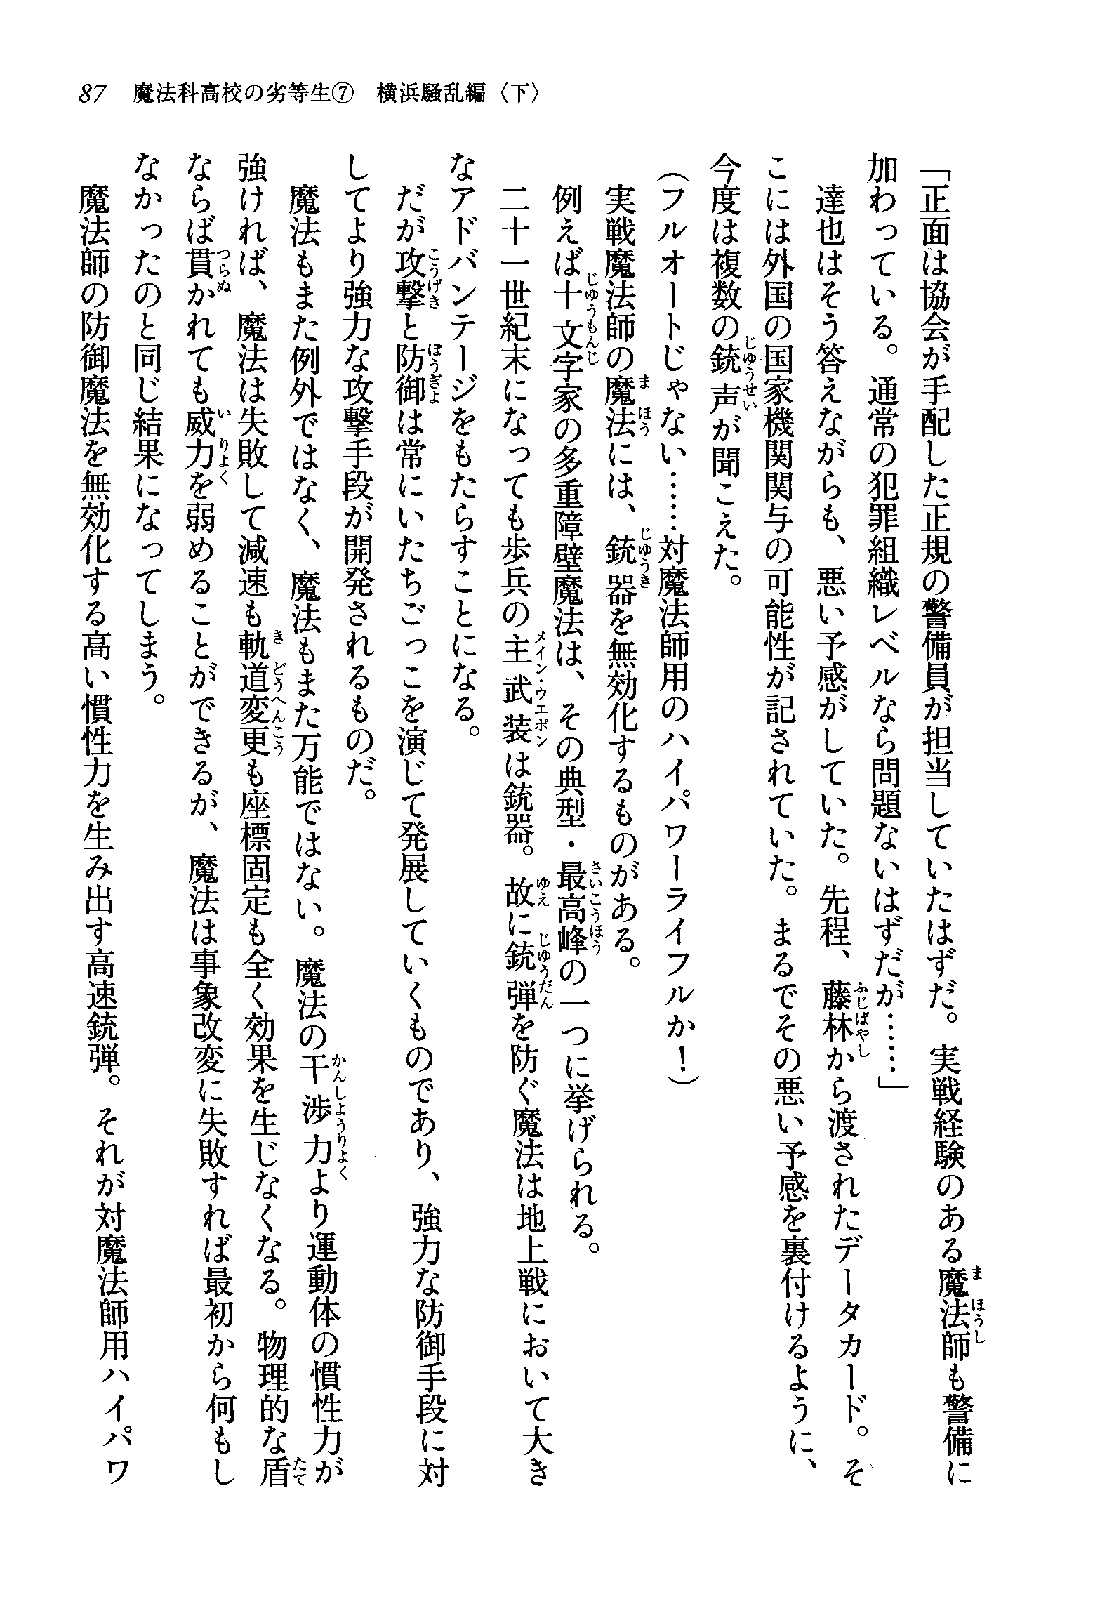 87　魔法科高校の劣等生⑦　横浜騒乱編〈下〉
「正面は協会が手配した正規の警備員が担当していたはずだ。実戦経験のある魔法師も警備に
加わっている。通常の犯罪組織レベルなら問題ないはずだが……」
　達也はそう答えながらも、悪い予感がしていた。先程、藤林から渡されたデータカード。そ
こには外国の国家機関関与の可能性が記されていた。まるでその悪い予感を裏付けるように、
今度は複数の銃声が聞こえた。
（フルオートじゃない……対魔法師用のハイパワーライフルか！）
　実戦魔法師の魔法には、銃器を無効化するものがある。
　例えば十文字家の多重障壁魔法は、その典型・最高峰の一つに挙げられる。
　二十一世紀末になっても歩兵の主武装は銃器。故に銃弾を防ぐ魔法は地上戦において大き
なアドバンテージをもたらすことになる。
　だが攻撃と防御は常にいたちごっこを演じて発展していくものであり、強力な防御手段に対
してより強力な攻撃手段が開発されるものだ。
　魔法もまた例外ではなく、魔法もまた万能ではない。魔法の干渉力より運動体の慣性力が
強ければ、魔法は失敗して減速も軌道変更も座標固定も全く効果を生じなくなる。物理的な盾
ならば貫かれても威力を弱めることができるが、魔法は事象改変に失敗すれば最初から何もし
なかったのと同じ結果になってしまう。
　魔法師の防御魔法を無効化する高い慣性力を生み出す高速銃弾。それが対魔法師用ハイパワ